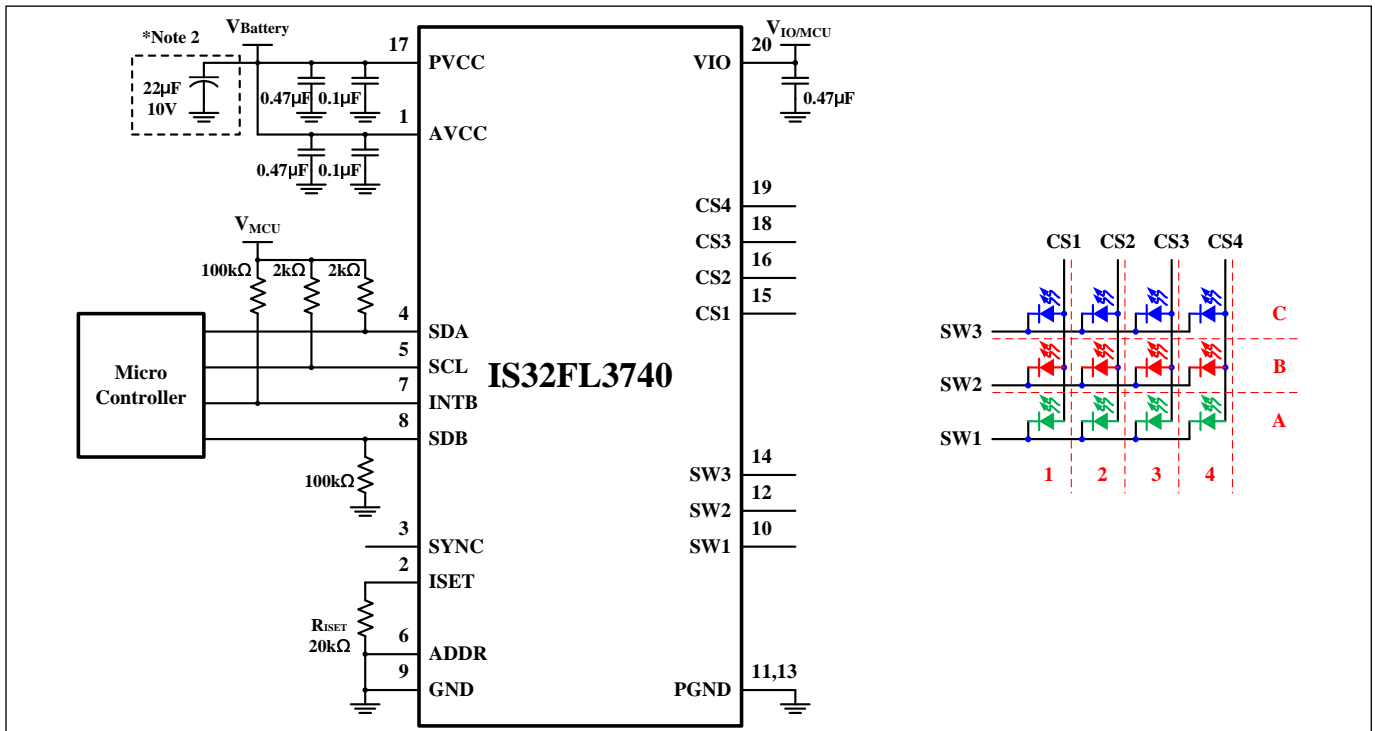 *Note 2
22µF
10V
VBattery
0.47µF
0.1µF
0.47µF
0.1µF
17
PVCC
1
AVCC
VMCU
100kΩ
2kΩ
2kΩ
Micro
Controller
4
SDA
5
SCL
7
INTB
8
SDB
100kΩ
3
SYNC
2
ISET
RISET
20kΩ
6
ADDR
9
GND
IS32FL3740
VIO/MCU
20
VIO
0.47µF
19
CS4
18
CS3
16
CS2
15
CS1
14
SW3
12
SW2
10
SW1
11,13
PGND
CS1 CS2 CS3 CS4
SW3
C
SW2
B
SW1
A
1 2 3 4